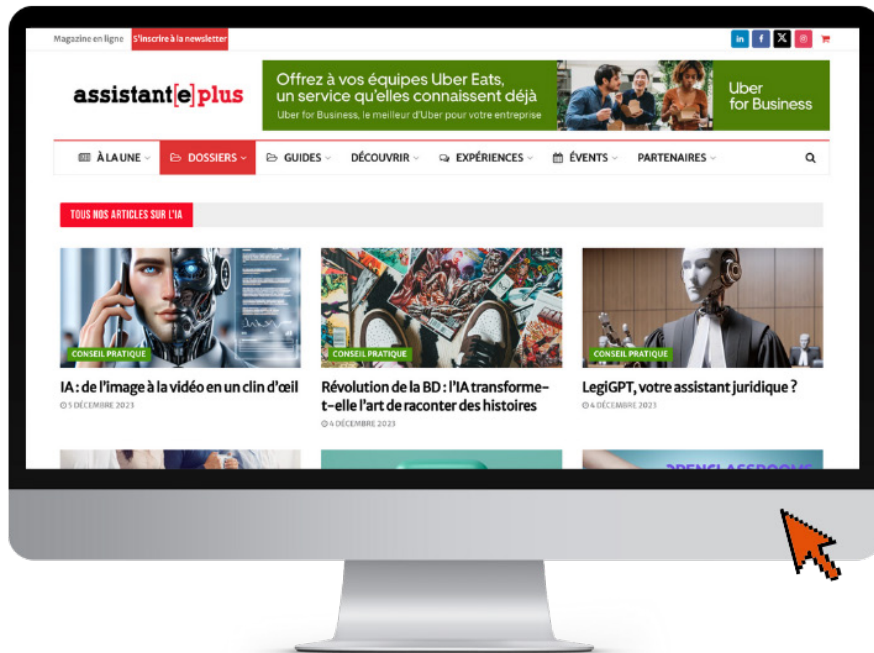 Magazine en ligne S'inscrire à la newsletter
assistant[e]plus
Offrez à vos équipes Uber Eats,
un service qu'elles connaissent déjà
Uber for Business, le meilleur d'Uber pour votre entreprise
Uber
for Business
À LA UNE DOSSIERS GUIDES DÉCOUVRIR EXPÉRIENCES ÉVENTS PARTENAIRES
TOUS NOS ARTICLES SUR L'IA
CONSEIL PRATIQUE
IA : de l'image à la vidéo en un clin d'œil
5 DÉCEMBRE 2023
CONSEIL PRATIQUE
Révolution de la BD : l'IA transforme-
t-elle l'art de raconter des histoires
4 DÉCEMBRE 2023
CONSEIL PRATIQUE
LegiGPT, votre assistant juridique ?
4 DÉCEMBRE 2023
OPENCLASSROOMS